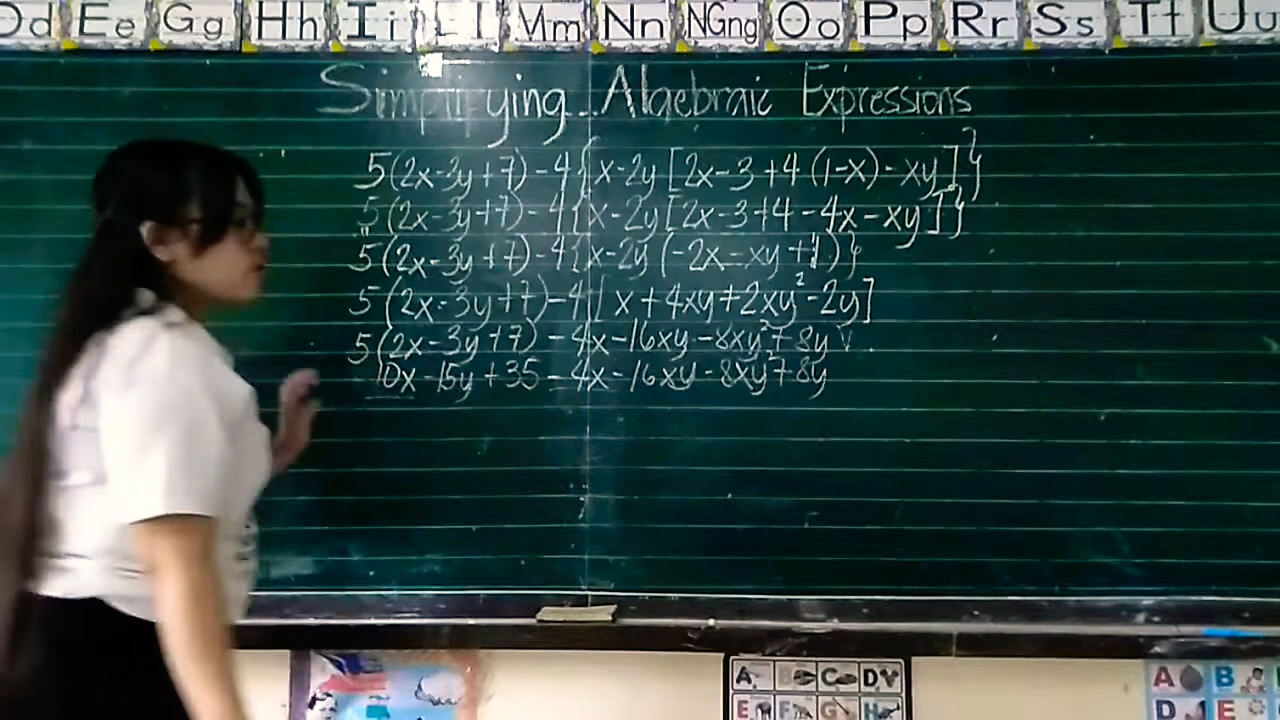 Dd Ee Gg Hh Ii Ll Mm Nn NGng Oo Pp Rr Ss Tt Uu
Simplifying Algebraic Expressions
5(2x-3y+7)-4{x-2y[2x-3+4(1-x)-xy]}
5(2x-3y+7)-4{x-2y[2x-3+4-4x-xy]}
5(2x-3y+7)-4{x-2y(-2x-xy+1)}
5(2x-3y+7)-4[x+4xy+2xy²-2y]
5(2x-3y+7)-4x-16xy-8xy²+8y
10x-15y+35-4x-16xy-8xy²+8y
A B C D
E F G H
A B
D E